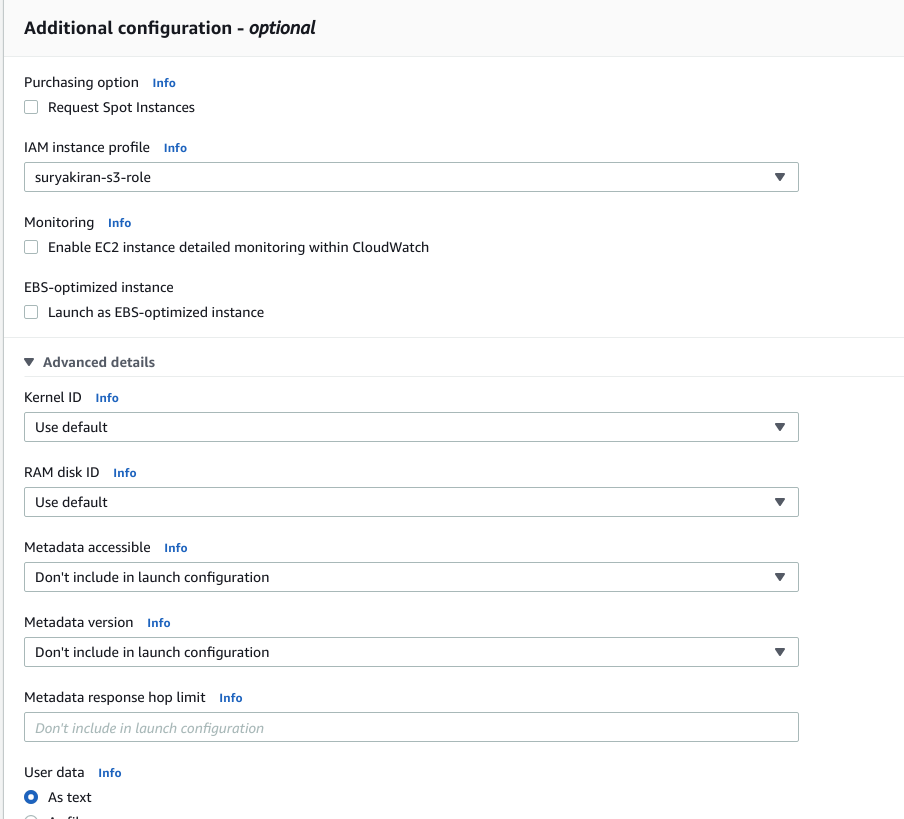 Additional configuration - optional
Purchasing option Info
Request Spot Instances
IAM instance profile Info
suryakiran-s3-role
Monitoring Info
Enable EC2 instance detailed monitoring within CloudWatch
EBS-optimized instance
Launch as EBS-optimized instance
Advanced details
Kernel ID Info
Use default
RAM disk ID Info
Use default
Metadata accessible Info
Don't include in launch configuration
Metadata version Info
Don't include in launch configuration
Metadata response hop limit Info
Don't include in launch configuration
User data Info
As text